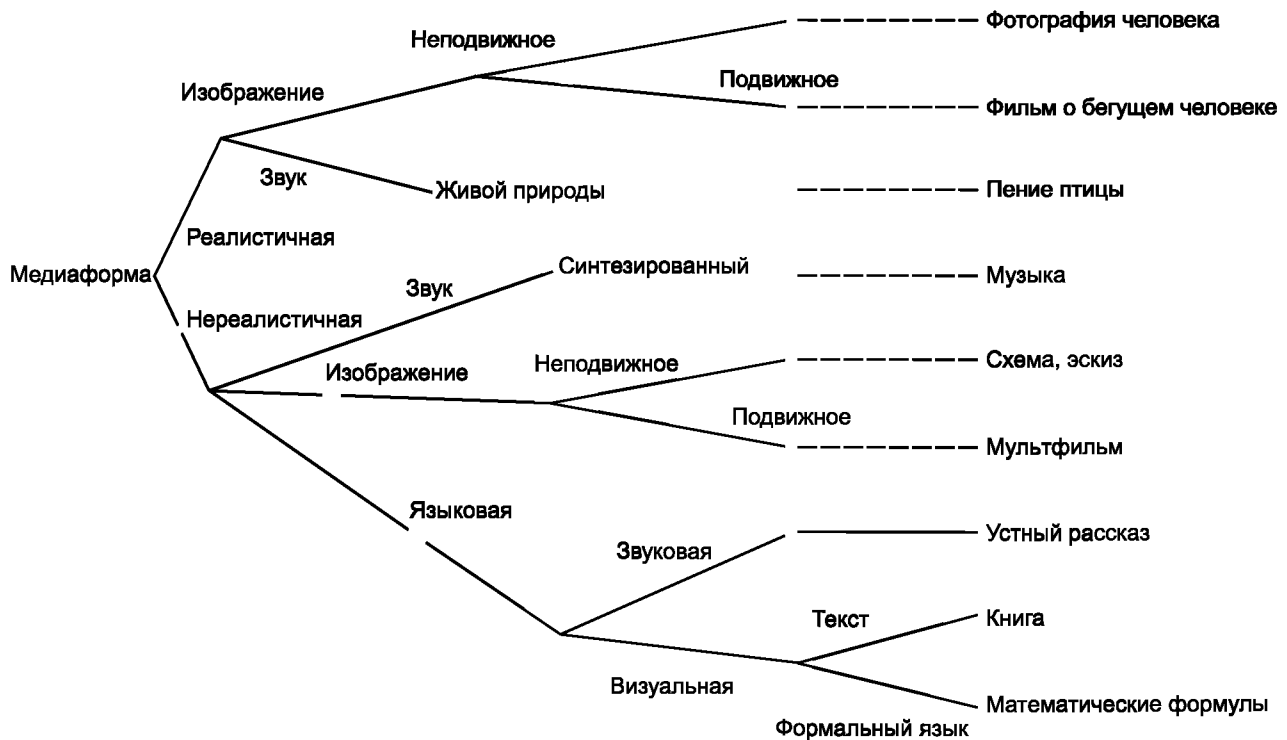 Фотография человека
Неподвижное
Подвижное
Изображение
Фильм о бегущем человеке
Звук
Живой природы
Пение птицы
Реалистичная
Медиаформа
Синтезированный
Музыка
Звук
Нереалистичная
Неподвижное
Схема, эскиз
Изображение
Подвижное
Мультфильм
Языковая
Устный рассказ
Звуковая
Текст
Книга
Визуальная
Математические формулы
Формальный язык